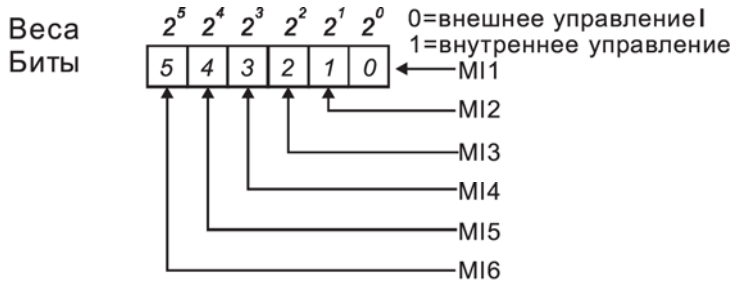 Веса 2^5 2^4 2^3 2^2 2^1 2^0 0=внешнее управлениеI
1=внутреннее управление
Биты 5 4 3 2 1 0 MI1
MI2
MI3
MI4
MI5
MI6